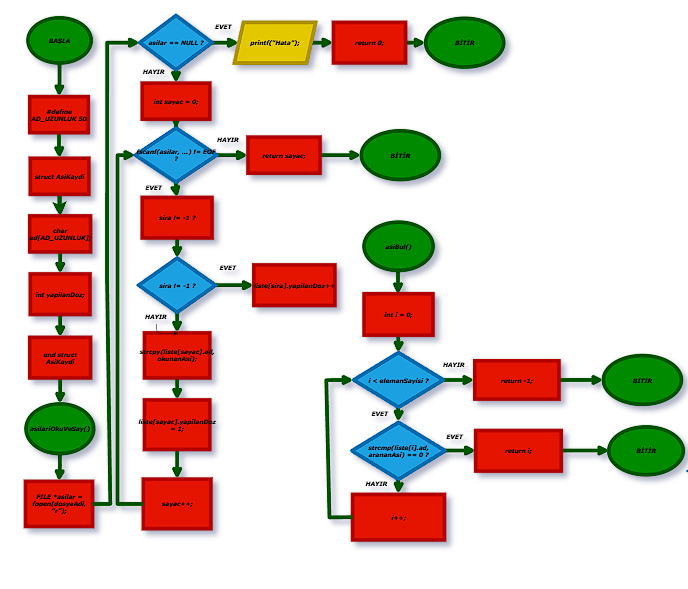 BAŞLA
#define
AD_UZUNLUK 50
struct AsiKaydi
char
ad[AD_UZUNLUK];
int yapilanDoz;
end struct
AsiKaydi
asilariOkuVeSay()
FILE *asilar =
fopen(dosyaAdi,
"r");
asilar == NULL ?
EVET
printf("Hata");
return 0;
BİTİR
HAYIR
int sayac = 0;
fscanf(asilar, ...) != EOF
?
HAYIR
return sayac;
BİTİR
EVET
sira != -1 ?
sira != -1 ?
EVET
liste[sira].yapilanDoz++
HAYIR
strcpy(liste[sayac].ad,
okunanAsi);
liste[sayac].yapilanDoz
= 1;
sayac++;
asiBul()
int i = 0;
i < elemanSayisi ?
HAYIR
return -1;
BİTİR
EVET
strcmp(liste[i].ad,
arananAsi) == 0 ?
EVET
return i;
BİTİR
HAYIR
i++;